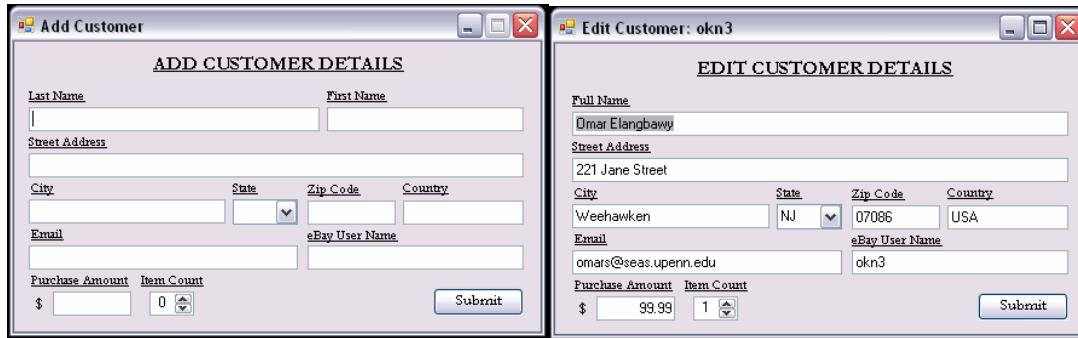 Add Customer
ADD CUSTOMER DETAILS
Last Name First Name
Street Address
City State Zip Code Country
Email eBay User Name
Purchase Amount Item Count
$ 0 Submit
Edit Customer: okn3
EDIT CUSTOMER DETAILS
Full Name
Omar Elangbawy
Street Address
221 Jane Street
City State Zip Code Country
Weehawken NJ 07086 USA
Email eBay User Name
omars@seas.upenn.edu okn3
Purchase Amount Item Count
$ 99.99 1 Submit